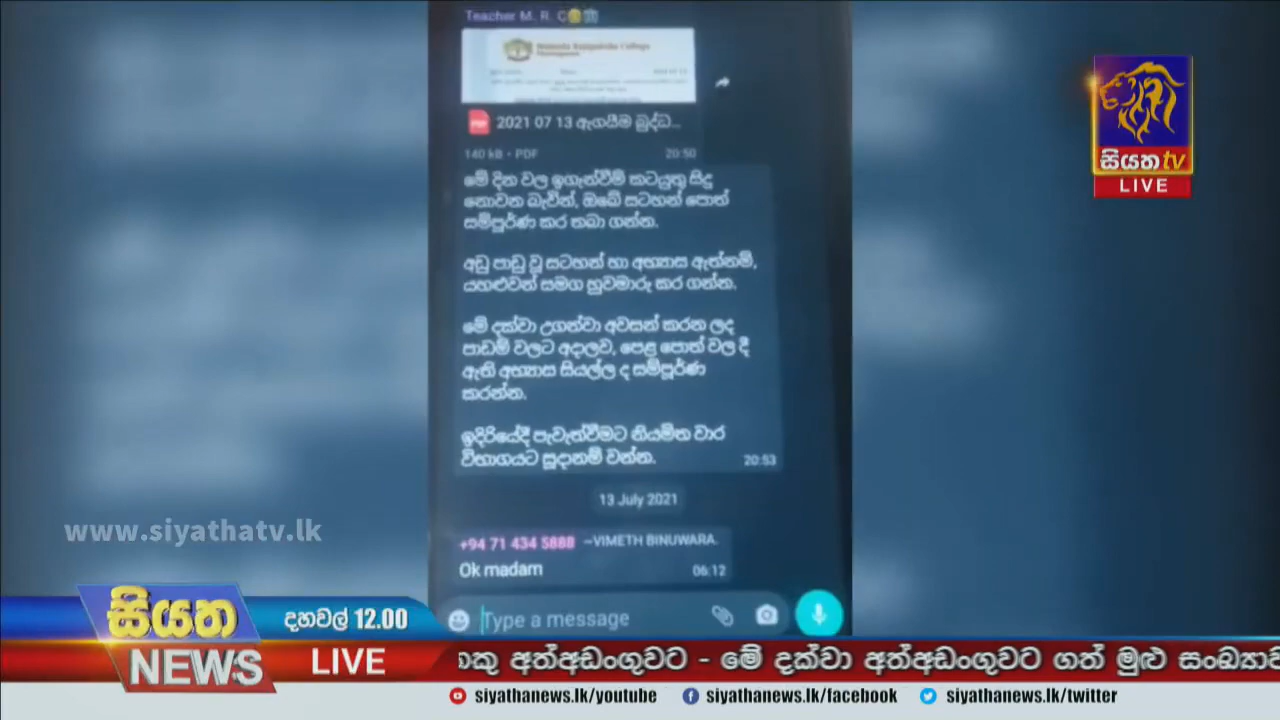 Teacher M. R. C
2021 07 13 ඇගයීම බුද්ධ...
140 kB • PDF
20:50
මේ දින වල ඉගැන්වීම් කටයුතු සිදු
නොවන බැවින්, ඔබේ සටහන් පොත්
සම්පූර්ණ කර තබා ගන්න.
අඩු පාඩු වූ සටහන් හා අභ්‍යාස ඇත්නම්,
යහළුවන් සමග හුවමාරු කර ගන්න.
මේ දක්වා උගන්වා අවසන් කරන ලද
පාඩම් වලට අදාලව, පෙළ පොත් වල දී
ඇති අභ්‍යාස සියල්ල ද සම්පූර්ණ
කරන්න.
ඉදිරියේදී පැවැත්වීමට නියමිත වාර
විභාගයට සූදානම් වන්න.
20:53
13 July 2021
+94 71 434 5888 ~VIMETH BINUWARA.
Ok madam
06:12
Type a message
සියත tv
LIVE
www.siyathatv.lk
සියත
NEWS
දහවල් 12.00
LIVE
අත්අඩංගුවට - මේ දක්වා අත්අඩංගුවට ගත් මුළු
siyathanews.lk/youtube
siyathanews.lk/facebook
siyathanews.lk/twitter